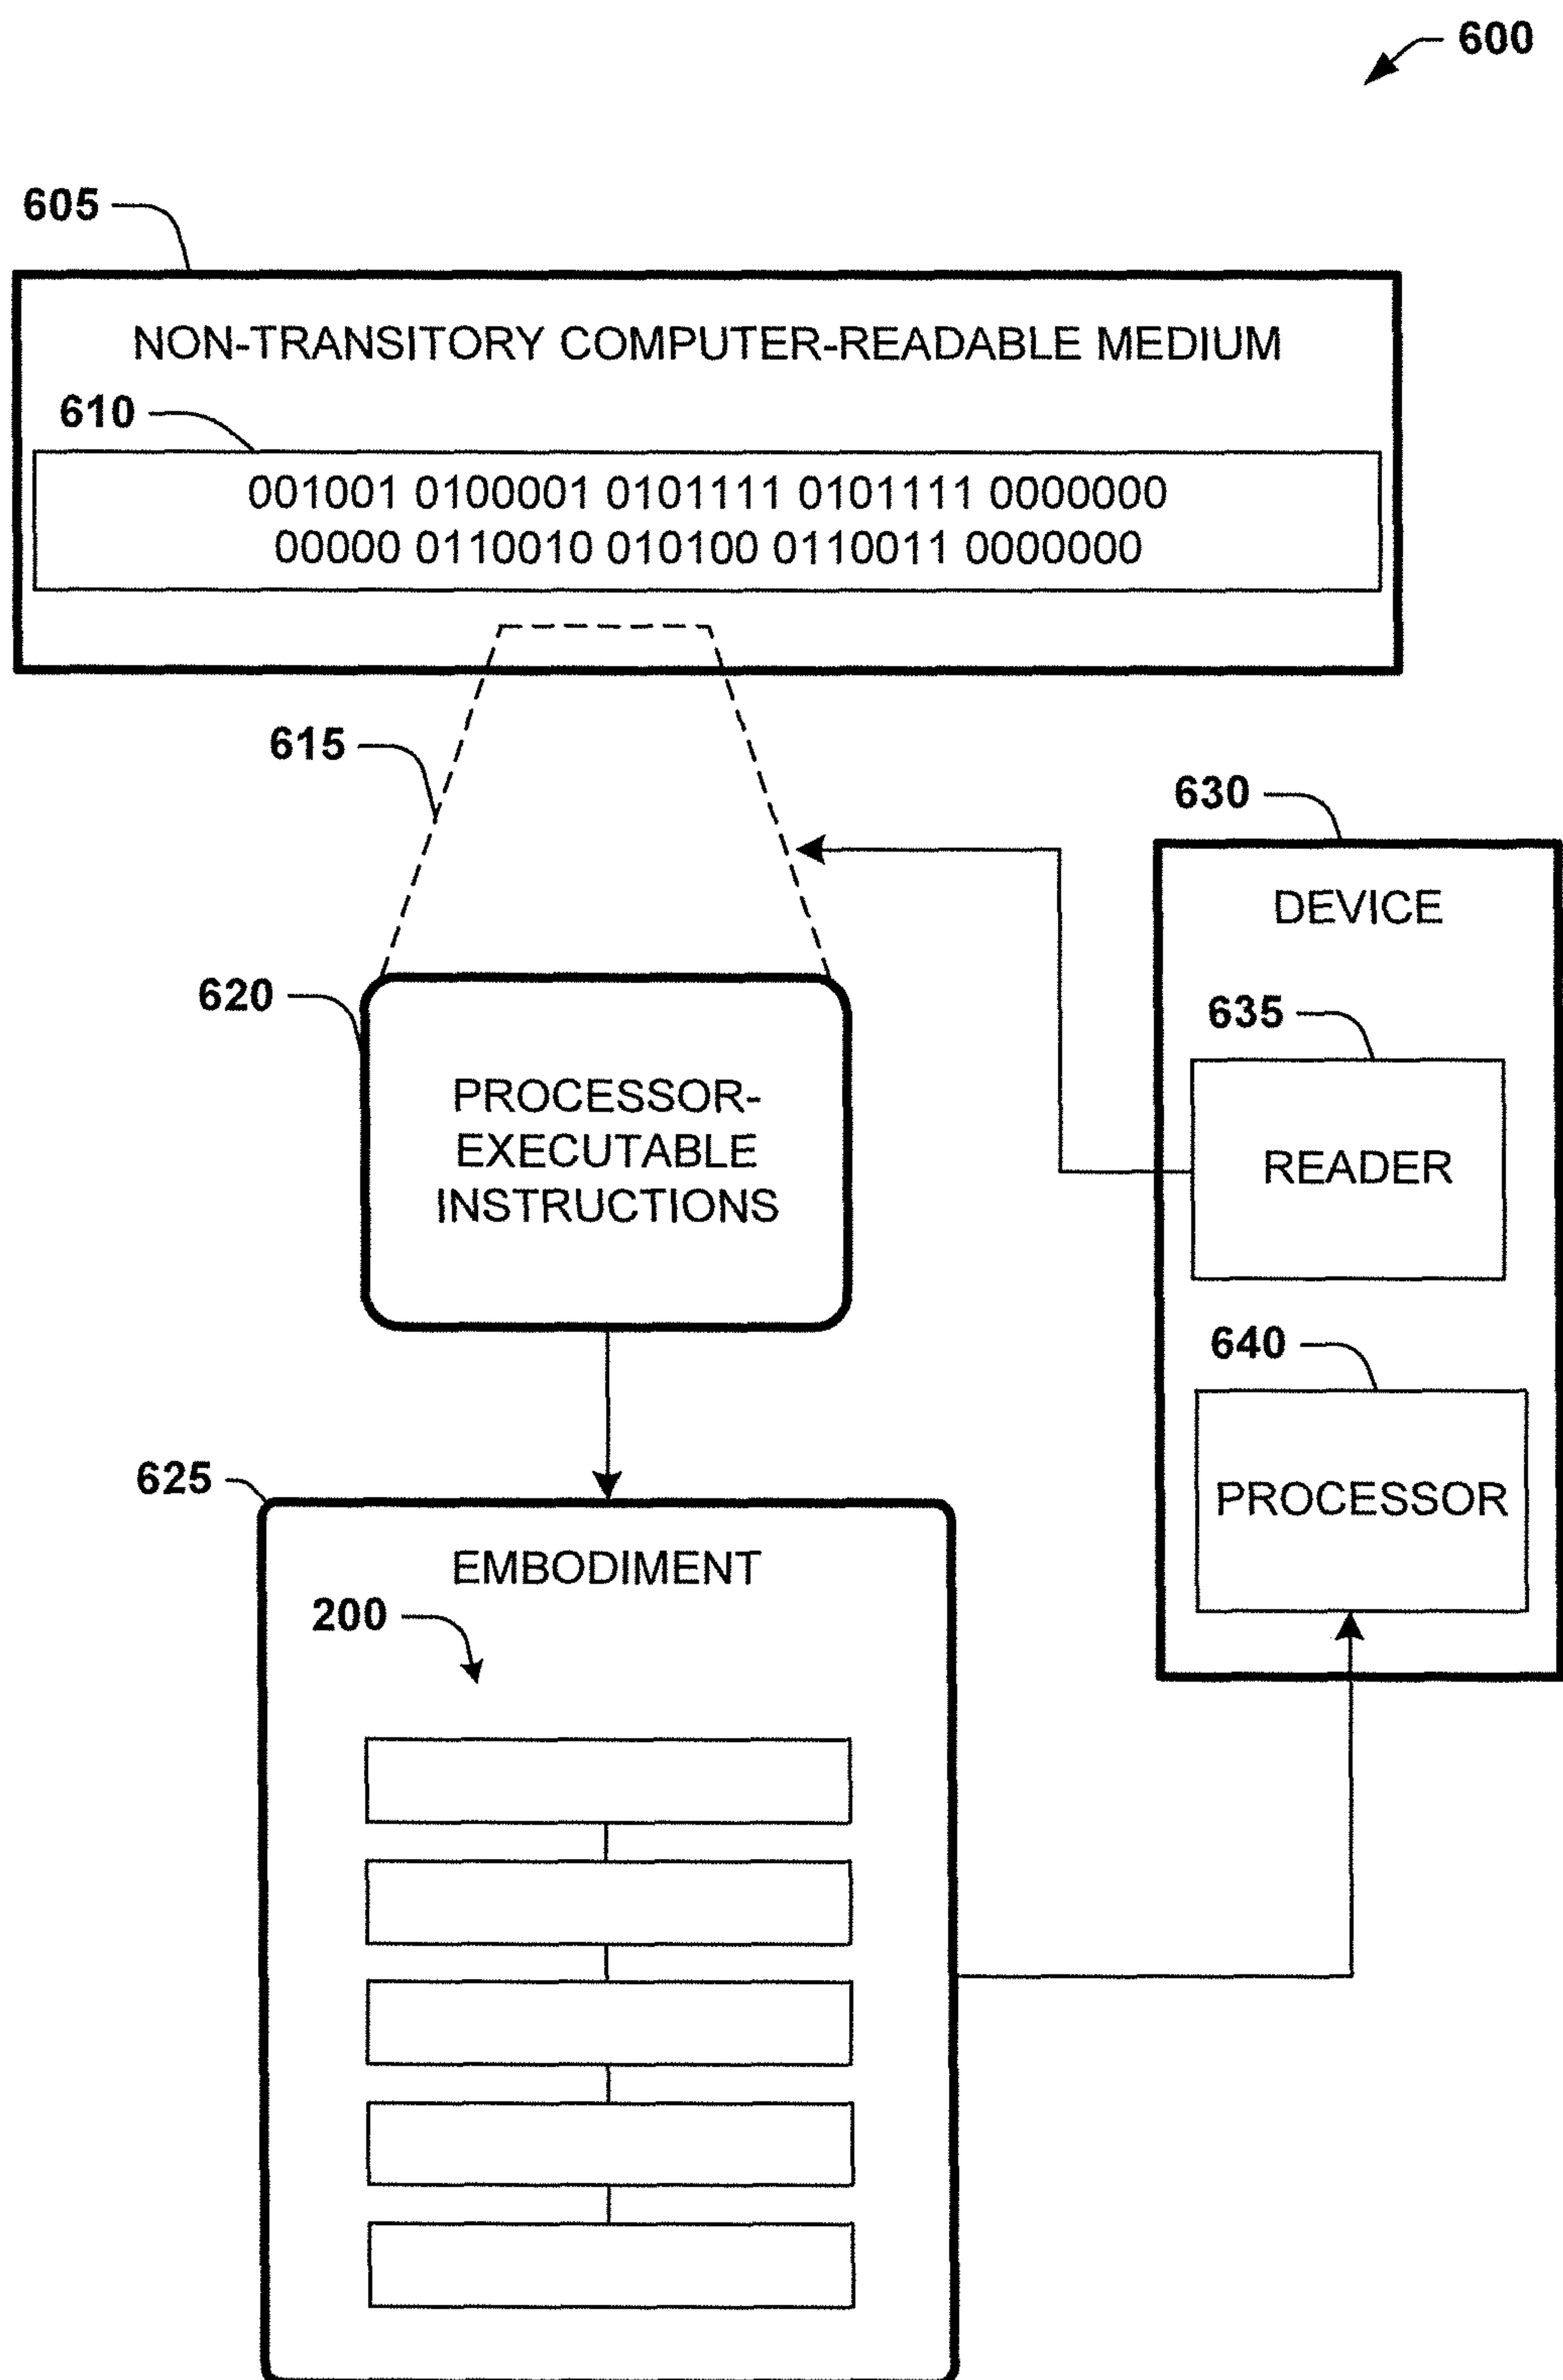 600
605
NON-TRANSITORY COMPUTER-READABLE MEDIUM
610
001001 0100001 0101111 0101111 0000000
00000 0110010 010100 0110011 0000000
615
630
DEVICE
620
635
PROCESSOR-
EXECUTABLE
INSTRUCTIONS
READER
640
625
PROCESSOR
EMBODIMENT
200